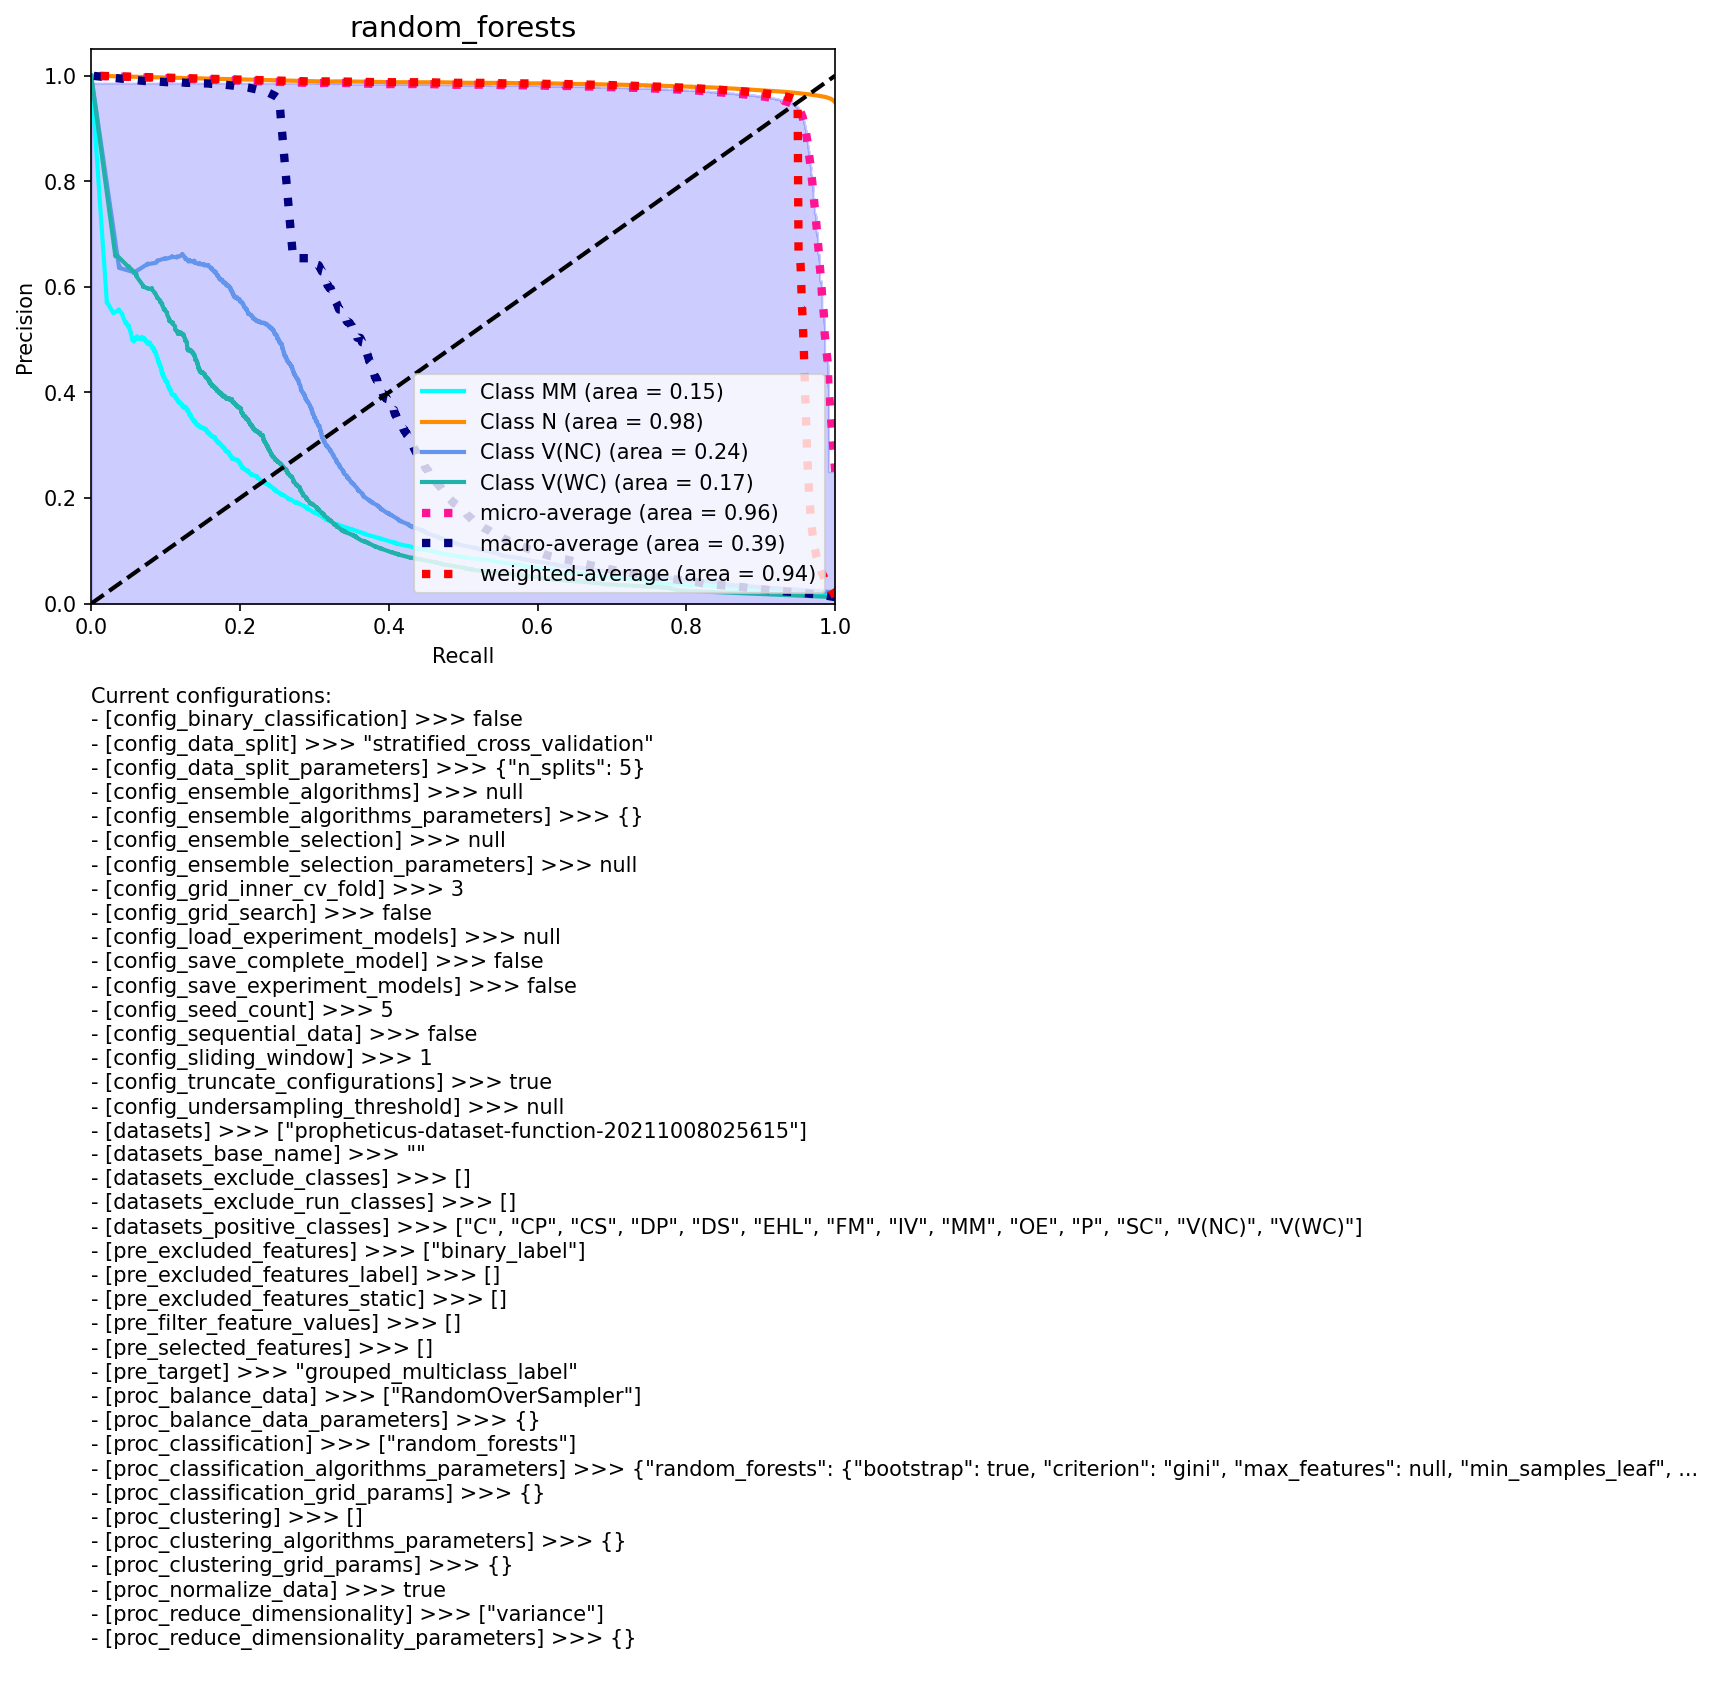 random_forests
1.0
0.8
0.6
0.4
0.2
0.0
Precision
0.0 0.2 0.4 0.6 0.8 1.0
Recall
Class MM (area = 0.15)
Class N (area = 0.98)
Class V(NC) (area = 0.24)
Class V(WC) (area = 0.17)
micro-average (area = 0.96)
macro-average (area = 0.39)
weighted-average (area = 0.94)
Current configurations:
- [config_binary_classification] >>> false
- [config_data_split] >>> "stratified_cross_validation"
- [config_data_split_parameters] >>> {"n_splits": 5}
- [config_ensemble_algorithms] >>> null
- [config_ensemble_algorithms_parameters] >>> {}
- [config_ensemble_selection] >>> null
- [config_ensemble_selection_parameters] >>> null
- [config_grid_inner_cv_fold] >>> 3
- [config_grid_search] >>> false
- [config_load_experiment_models] >>> null
- [config_save_complete_model] >>> false
- [config_save_experiment_models] >>> false
- [config_seed_count] >>> 5
- [config_sequential_data] >>> false
- [config_sliding_window] >>> 1
- [config_truncate_configurations] >>> true
- [config_undersampling_threshold] >>> null
- [datasets] >>> ["propheticus-dataset-function-20211008025615"]
- [datasets_base_name] >>> ""
- [datasets_exclude_classes] >>> []
- [datasets_exclude_run_classes] >>> []
- [datasets_positive_classes] >>> ["C", "CP", "CS", "DP", "DS", "EHL", "FM", "IV", "MM", "OE", "P", "SC", "V(NC)", "V(WC)"]
- [pre_excluded_features] >>> ["binary_label"]
- [pre_excluded_features_label] >>> []
- [pre_excluded_features_static] >>> []
- [pre_filter_feature_values] >>> []
- [pre_selected_features] >>> []
- [pre_target] >>> "grouped_multiclass_label"
- [proc_balance_data] >>> ["RandomOverSampler"]
- [proc_balance_data_parameters] >>> {}
- [proc_classification] >>> ["random_forests"]
- [proc_classification_algorithms_parameters] >>> {"random_forests": {"bootstrap": true, "criterion": "gini", "max_features": null, "min_samples_leaf", ...
- [proc_classification_grid_params] >>> {}
- [proc_clustering] >>> []
- [proc_clustering_algorithms_parameters] >>> {}
- [proc_clustering_grid_params] >>> {}
- [proc_normalize_data] >>> true
- [proc_reduce_dimensionality] >>> ["variance"]
- [proc_reduce_dimensionality_parameters] >>> {}